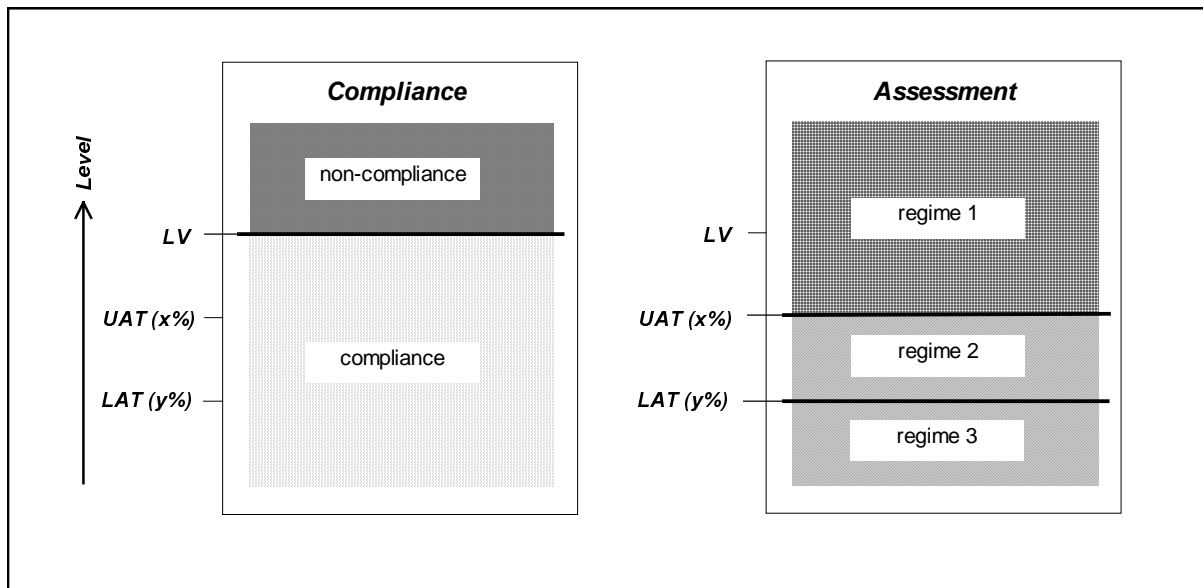 Level
Compliance
non-compliance
LV
UAT (x%)
compliance
LAT (y%)
Assessment
regime 1
LV
UAT (x%)
regime 2
LAT (y%)
regime 3